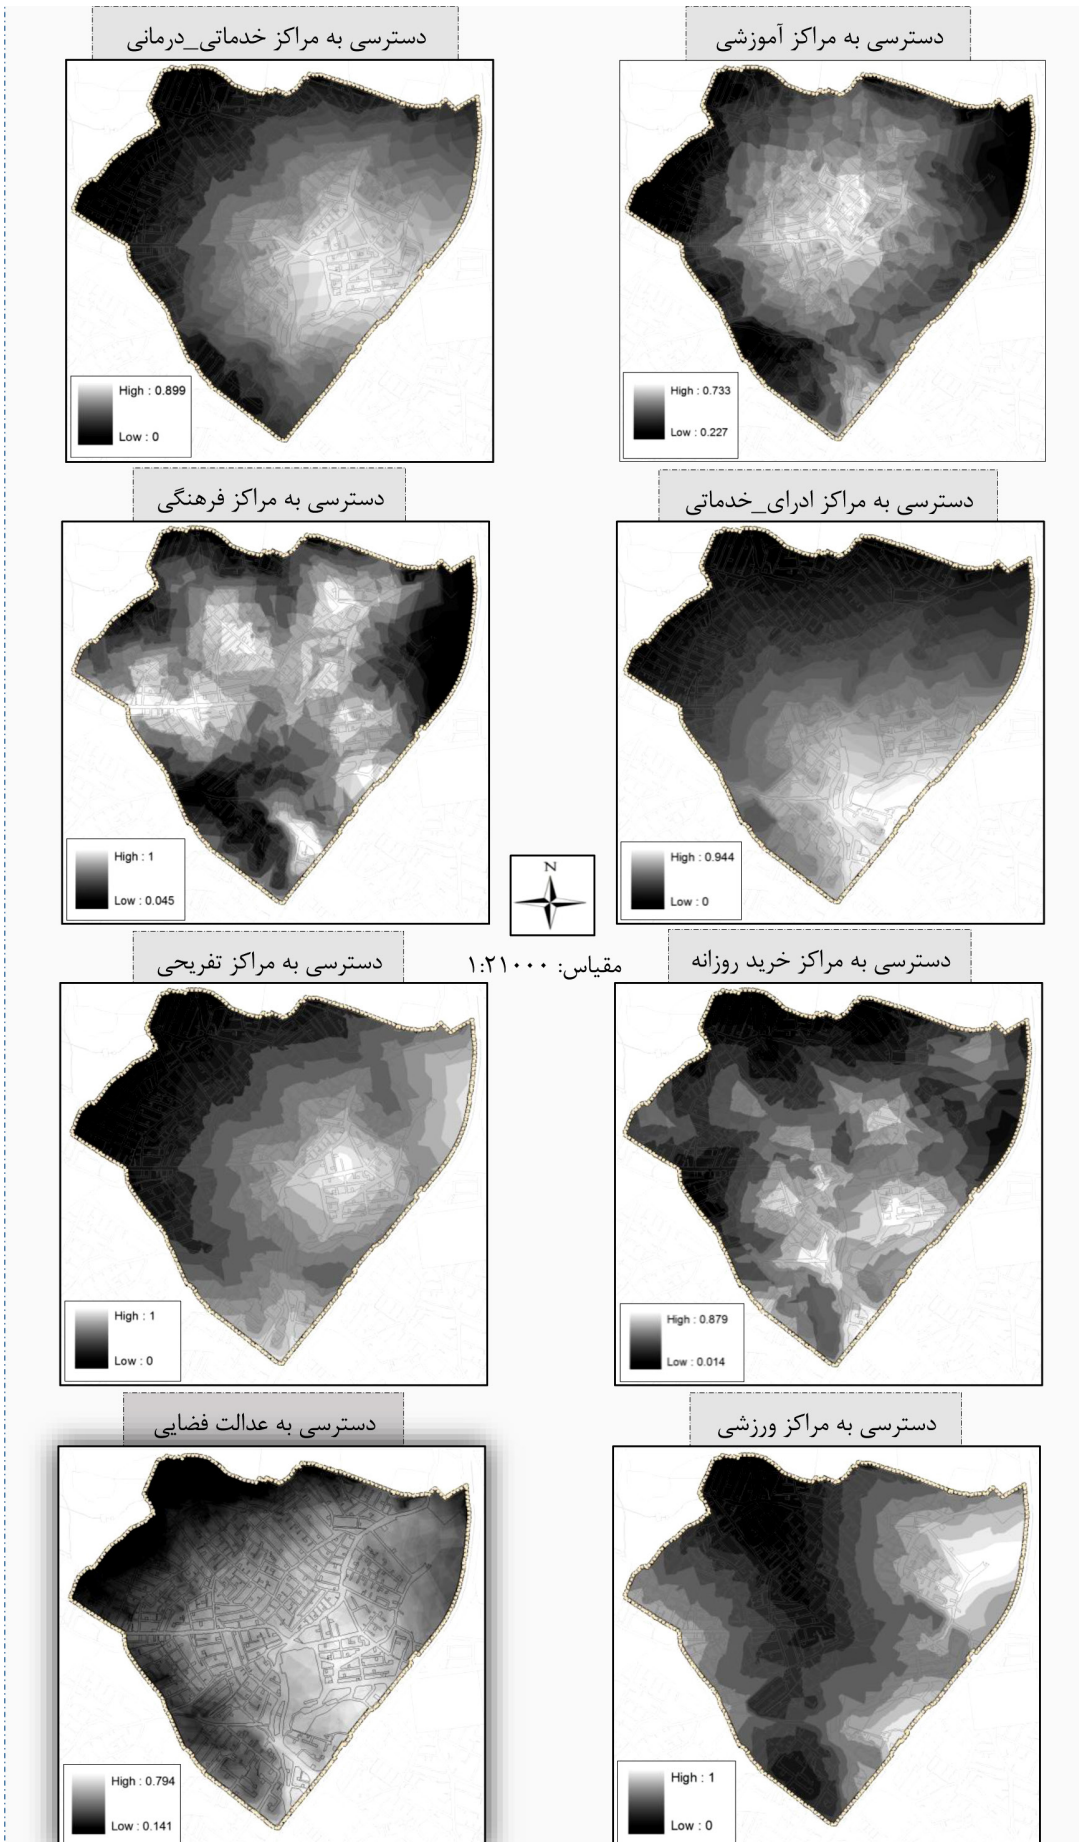 دسترسی به مراکز آموزشی
High : 0.733
Low : 0.227
دسترسی به مراکز خدماتی_درمانی
High : 0.899
Low : 0
دسترسی به مراکز ادرای_خدماتی
High : 0.944
Low : 0
دسترسی به مراکز فرهنگی
High : 1
Low : 0.045
N
مقیاس: ۱:۲۱۰۰۰
دسترسی به مراکز خرید روزانه
High : 0.879
Low : 0.014
دسترسی به مراکز تفریحی
High : 1
Low : 0
دسترسی به مراکز ورزشی
High : 1
Low : 0
دسترسی به عدالت فضایی
High : 0.794
Low : 0.141